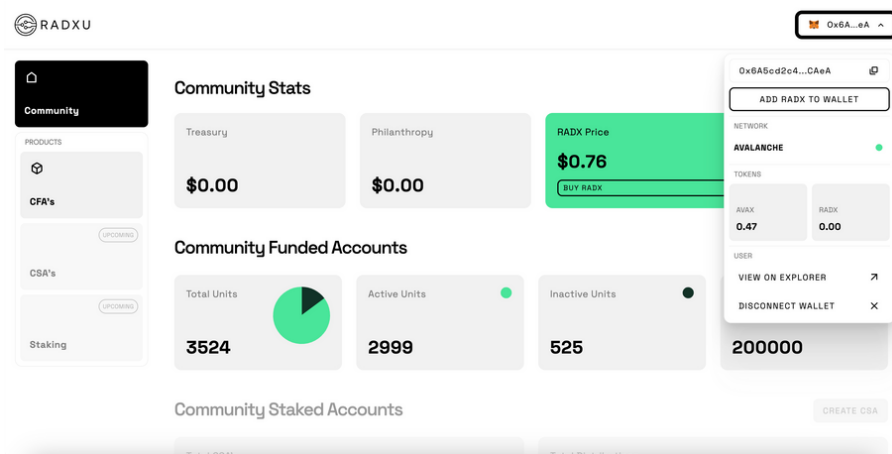 RADXU
0x6A...eA
Community
PRODUCTS
CFA's
UPCOMING
CSA's
UPCOMING
Staking
Community Stats
Treasury
$0.00
Philanthropy
$0.00
RADX Price
$0.76
BUY RADX
Community Funded Accounts
Total Units
3524
Active Units
2999
Inactive Units
525
200000
Community Staked Accounts
CREATE CSA
0x6A5cd2c4...CAeA
ADD RADX TO WALLET
NETWORK
AVALANCHE
TOKENS
AVAX
0.47
RADX
0.00
USER
VIEW ON EXPLORER
DISCONNECT WALLET